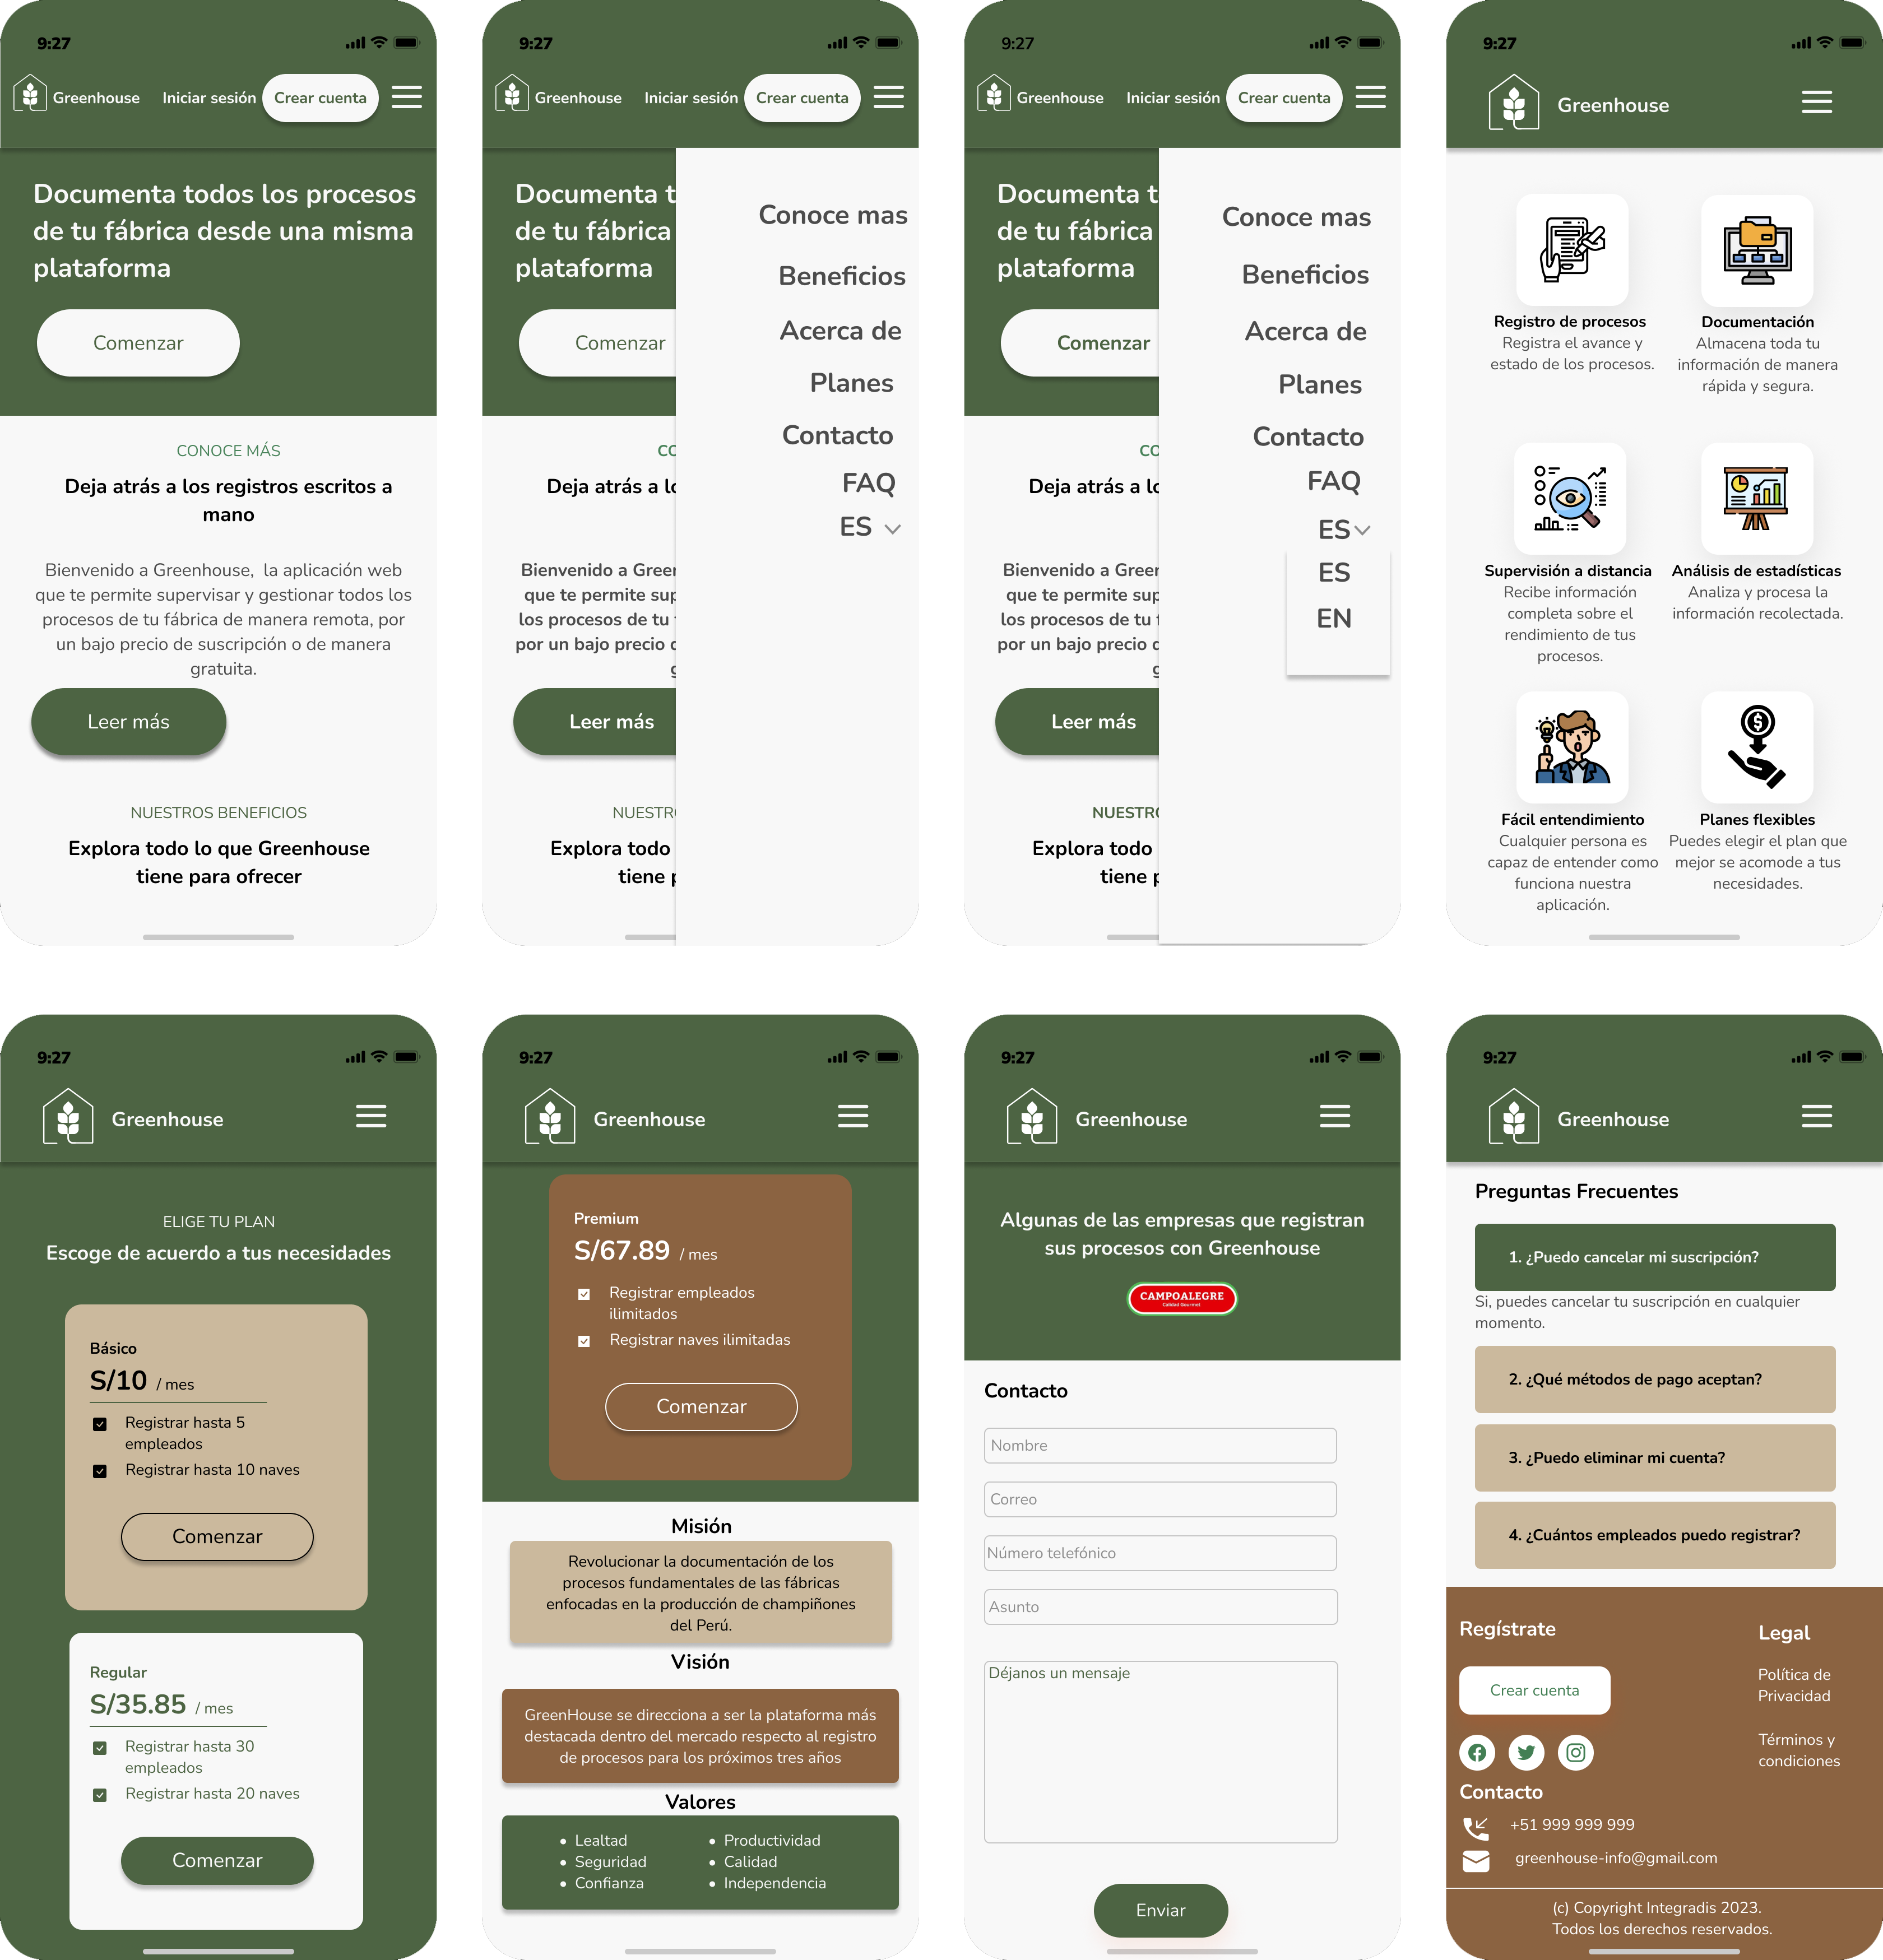 9:27
Greenhouse
Iniciar sesión
Crear cuenta
Documenta todos los procesos
de tu fábrica desde una misma
plataforma
Comenzar
CONOCE MÁS
Deja atrás a los registros escritos a
mano
Bienvenido a Greenhouse, la aplicación web
que te permite supervisar y gestionar todos los
procesos de tu fábrica de manera remota, por
un bajo precio de suscripción o de manera
gratuita.
Leer más
NUESTROS BENEFICIOS
Explora todo lo que Greenhouse
tiene para ofrecer
9:27
Greenhouse
Iniciar sesión
Crear cuenta
Documenta t
de tu fábrica
plataforma
Comenzar
CO
Deja atrás a lo
Bienvenido a Green
que te permite sup
los procesos de tu
por un bajo precio d
g
Leer más
NUESTRO
Explora todo
tiene p
Conoce mas
Beneficios
Acerca de
Planes
Contacto
FAQ
ES
9:27
Greenhouse
Iniciar sesión
Crear cuenta
Documenta t
de tu fábrica
plataforma
Comenzar
CO
Deja atrás a lo
Bienvenido a Green
que te permite sup
los procesos de tu
por un bajo precio d
g
Leer más
NUESTRO
Explora todo
tiene p
Conoce mas
Beneficios
Acerca de
Planes
Contacto
FAQ
ES
ES
EN
9:27
Greenhouse
Registro de procesos
Registra el avance y
estado de los procesos.
Documentación
Almacena toda tu
información de manera
rápida y segura.
Supervisión a distancia
Recibe información
completa sobre el
rendimiento de tus
procesos.
Análisis de estadísticas
Analiza y procesa la
información recolectada.
Fácil entendimiento
Cualquier persona es
capaz de entender como
funciona nuestra
aplicación.
Planes flexibles
Puedes elegir el plan que
mejor se acomode a tus
necesidades.
9:27
Greenhouse
ELIGE TU PLAN
Escoge de acuerdo a tus necesidades
Básico
S/10 / mes
Registrar hasta 5
empleados
Registrar hasta 10 naves
Comenzar
Regular
S/35.85 / mes
Registrar hasta 30
empleados
Registrar hasta 20 naves
Comenzar
9:27
Greenhouse
Premium
S/67.89 / mes
Registrar empleados
ilimitados
Registrar naves ilimitadas
Comenzar
Misión
Revolucionar la documentación de los
procesos fundamentales de las fábricas
enfocadas en la producción de champiñones
del Perú.
Visión
GreenHouse se direcciona a ser la plataforma más
destacada dentro del mercado respecto al registro
de procesos para los próximos tres años
Valores
• Lealtad
• Seguridad
• Confianza
• Productividad
• Calidad
• Independencia
9:27
Greenhouse
Algunas de las empresas que registran
sus procesos con Greenhouse
CAMPOALEGRE
Calidad Gourmet
Contacto
Nombre
Correo
Número telefónico
Asunto
Déjanos un mensaje
Enviar
9:27
Greenhouse
Preguntas Frecuentes
1. ¿Puedo cancelar mi suscripción?
Si, puedes cancelar tu suscripción en cualquier
momento.
2. ¿Qué métodos de pago aceptan?
3. ¿Puedo eliminar mi cuenta?
4. ¿Cuántos empleados puedo registrar?
Regístrate
Crear cuenta
Legal
Política de
Privacidad
Términos y
condiciones
Contacto
+51 999 999 999
greenhouse-info@gmail.com
(c) Copyright Integradis 2023.
Todos los derechos reservados.